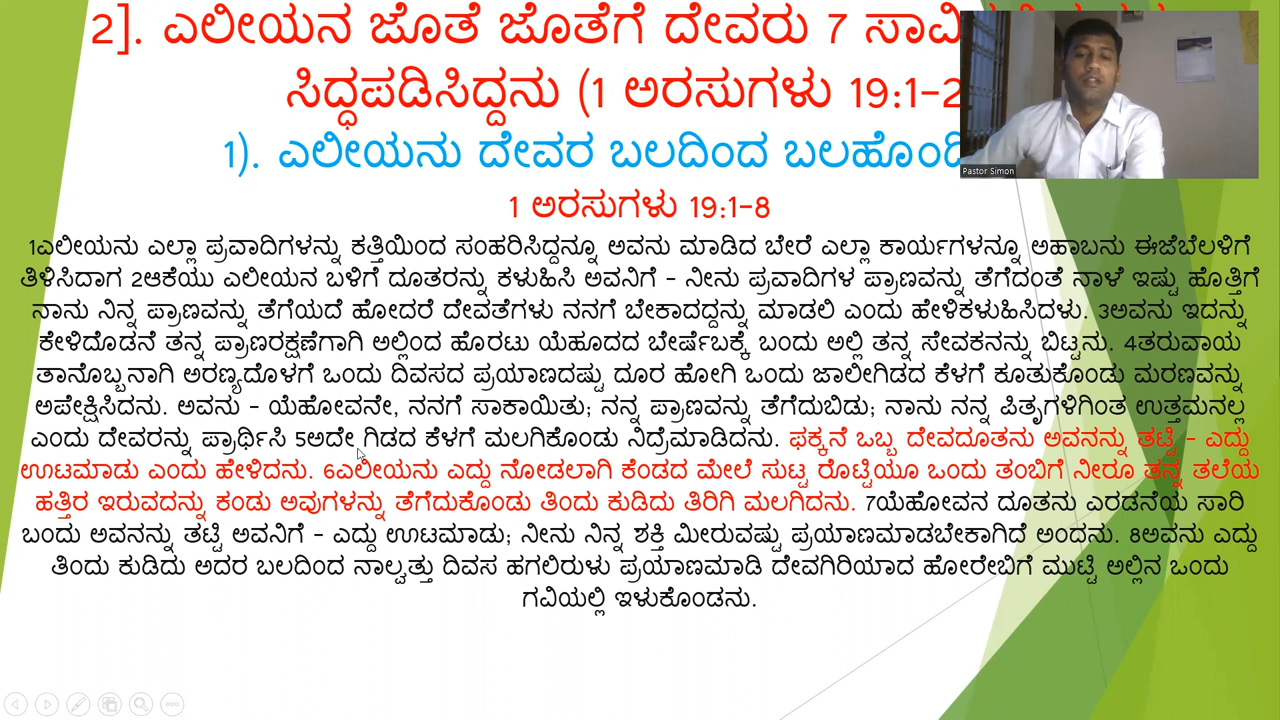 2]. ಎಲೀಯನ ಜೊತೆ ಜೊತೆಗೆ ದೇವರು 7
ಸಿದ್ಧಪಡಿಸಿದ್ದನು (1 ಅರಸುಗಳು 19:1-2
1). ಎಲೀಯನು ದೇವರ ಬಲದಿಂದ
Pastor Simon
1 ಅರಸುಗಳು 19:1-8
1ಎಲೀಯನು ಎಲ್ಲಾ ಪ್ರವಾದಿಗಳನ್ನು ಕತ್ತಿಯಿಂದ ಸಂಹರಿಸಿದ್ದನ್ನೂ ಅವನು ಮಾಡಿದ ಬೇರೆ ಎಲ್ಲಾ ಕಾರ್ಯಗಳನ್ನೂ ಅಹಾಬನು ಈಜೆಬೆಲಳಿಗೆ
ತಿಳಿಸಿದಾಗ 2ಆಕೆಯು ಎಲೀಯನ ಬಳಿಗೆ ದೂತರನ್ನು ಕಳುಹಿಸಿ ಅವನಿಗೆ – ನೀನು ಪ್ರವಾದಿಗಳ ಪ್ರಾಣವನ್ನು ತೆಗೆದಂತೆ ನಾಳೆ ಇಷ್ಟು ಹೊತ್ತಿಗೆ
ನಾನು ನಿನ್ನ ಪ್ರಾಣವನ್ನು ತೆಗೆಯದೆ ಹೋದರೆ ದೇವತೆಗಳು ನನಗೆ ಬೇಕಾದದ್ದನ್ನು ಮಾಡಲಿ ಎಂದು ಹೇಳಿಕಳುಹಿಸಿದಳು. 3ಅವನು ಇದನ್ನು
ಕೇಳಿದೊಡನೆ ತನ್ನ ಪ್ರಾಣರಕ್ಷಣೆಗಾಗಿ ಅಲ್ಲಿಂದ ಹೊರಟು ಯೆಹೂದದ ಬೇರ್ಷೆಬಕ್ಕೆ ಬಂದು ಅಲ್ಲಿ ತನ್ನ ಸೇವಕನನ್ನು ಬಿಟ್ಟನು. 4ತರುವಾಯ
ತಾನೊಬ್ಬನಾಗಿ ಅರಣ್ಯದೊಳಗೆ ಒಂದು ದಿವಸದ ಪ್ರಯಾಣದಷ್ಟು ದೂರ ಹೋಗಿ ಒಂದು ಜಾಲೀಗಿಡದ ಕೆಳಗೆ ಕೂತುಕೊಂಡು ಮರಣವನ್ನು
ಅಪೇಕ್ಷಿಸಿದನು. ಅವನು – ಯೆಹೋವನೇ, ನನಗೆ ಸಾಕಾಯಿತು; ನನ್ನ ಪ್ರಾಣವನ್ನು ತೆಗೆದುಬಿಡು; ನಾನು ನನ್ನ ಪಿತೃಗಳಿಗಿಂತ ಉತ್ತಮನಲ್ಲ
ಎಂದು ದೇವರನ್ನು ಪ್ರಾರ್ಥಿಸಿ 5ಅದೇ ಗಿಡದ ಕೆಳಗೆ ಮಲಗಿಕೊಂಡು ನಿದ್ರೆಮಾಡಿದನು. ಫಕ್ಕನೆ ಒಬ್ಬ ದೇವದೂತನು ಅವನನ್ನು ತಟ್ಟಿ – ಎದ್ದು
ಊಟಮಾಡು ಎಂದು ಹೇಳಿದನು. 6ಎಲೀಯನು ಎದ್ದು ನೋಡಲಾಗಿ ಕೆಂಡದ ಮೇಲೆ ಸುಟ್ಟ ರೊಟ್ಟಿಯೂ ಒಂದು ತಂಬಿಗೆ ನೀರೂ ತನ್ನ ತಲೆಯ
ಹತ್ತಿರ ಇರುವದನ್ನು ಕಂಡು ಅವುಗಳನ್ನು ತೆಗೆದುಕೊಂಡು ತಿಂದು ಕುಡಿದು ತಿರಿಗಿ ಮಲಗಿದನು. 7ಯೆಹೋವನ ದೂತನು ಎರಡನೆಯ ಸಾರಿ
ಬಂದು ಅವನನ್ನು ತಟ್ಟಿ ಅವನಿಗೆ – ಎದ್ದು ಊಟಮಾಡು; ನೀನು ನಿನ್ನ ಶಕ್ತಿ ಮೀರುವಷ್ಟು ಪ್ರಯಾಣಮಾಡಬೇಕಾಗಿದೆ ಅಂದನು. 8ಅವನು ಎದ್ದು
ತಿಂದು ಕುಡಿದು ಅದರ ಬಲದಿಂದ ನಾಲ್ವತ್ತು ದಿವಸ ಹಗಲಿರುಳು ಪ್ರಯಾಣಮಾಡಿ ದೇವಗಿರಿಯಾದ ಹೋರೇಬಿಗೆ ಮುಟ್ಟಿ ಅಲ್ಲಿನ ಒಂದು
ಗವಿಯಲ್ಲಿ ಇಳುಕೊಂಡನು.